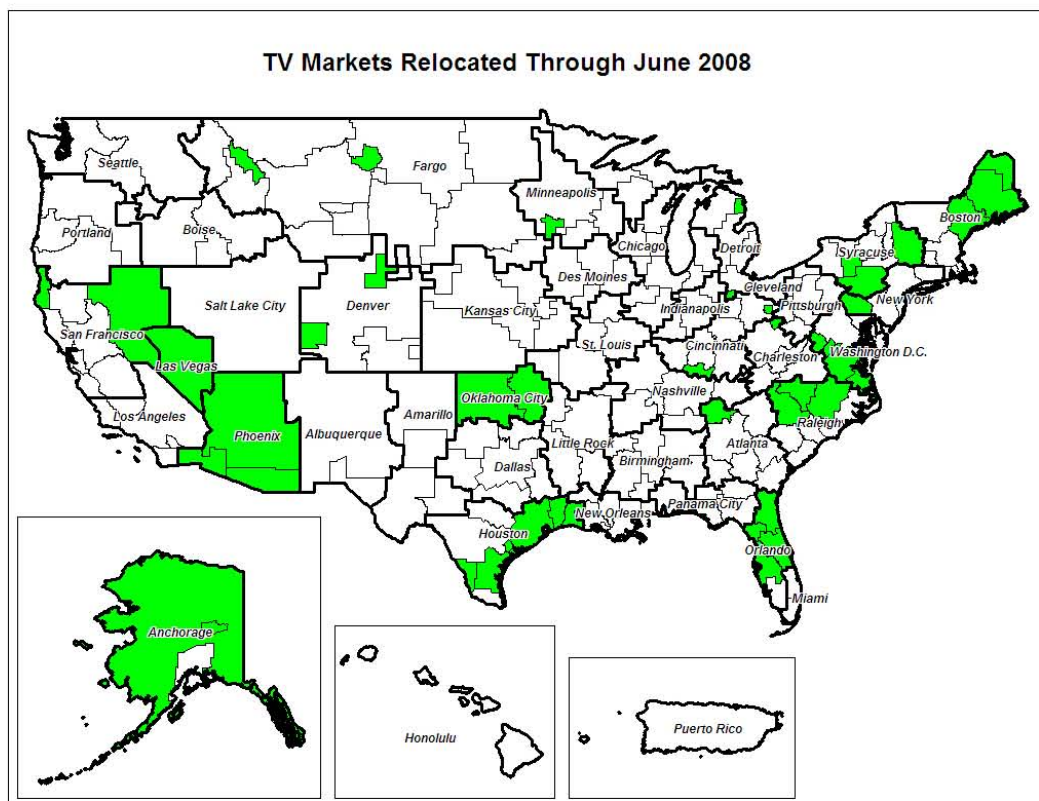 TV Markets Relocated Through June 2008
Seattle
Fargo
Minneapolis
Boston
Portland
Boise
Chicago
Detroit
Syracuse
Des Moines
Cleveland
Salt Lake City
Denver
Kansas City
Indianapolis
Pittsburgh
New York
San Francisco
St. Louis
Cincinnati
Charleston
Washington D.C.
Las Vegas
Nashville
Oklahoma City
Los Angeles
Amarillo
Raleigh
Phoenix
Albuquerque
Little Rock
Atlanta
Dallas
Birmingham
Panama City
New Orleans
Houston
Orlando
Miami
Anchorage
Honolulu
Puerto Rico